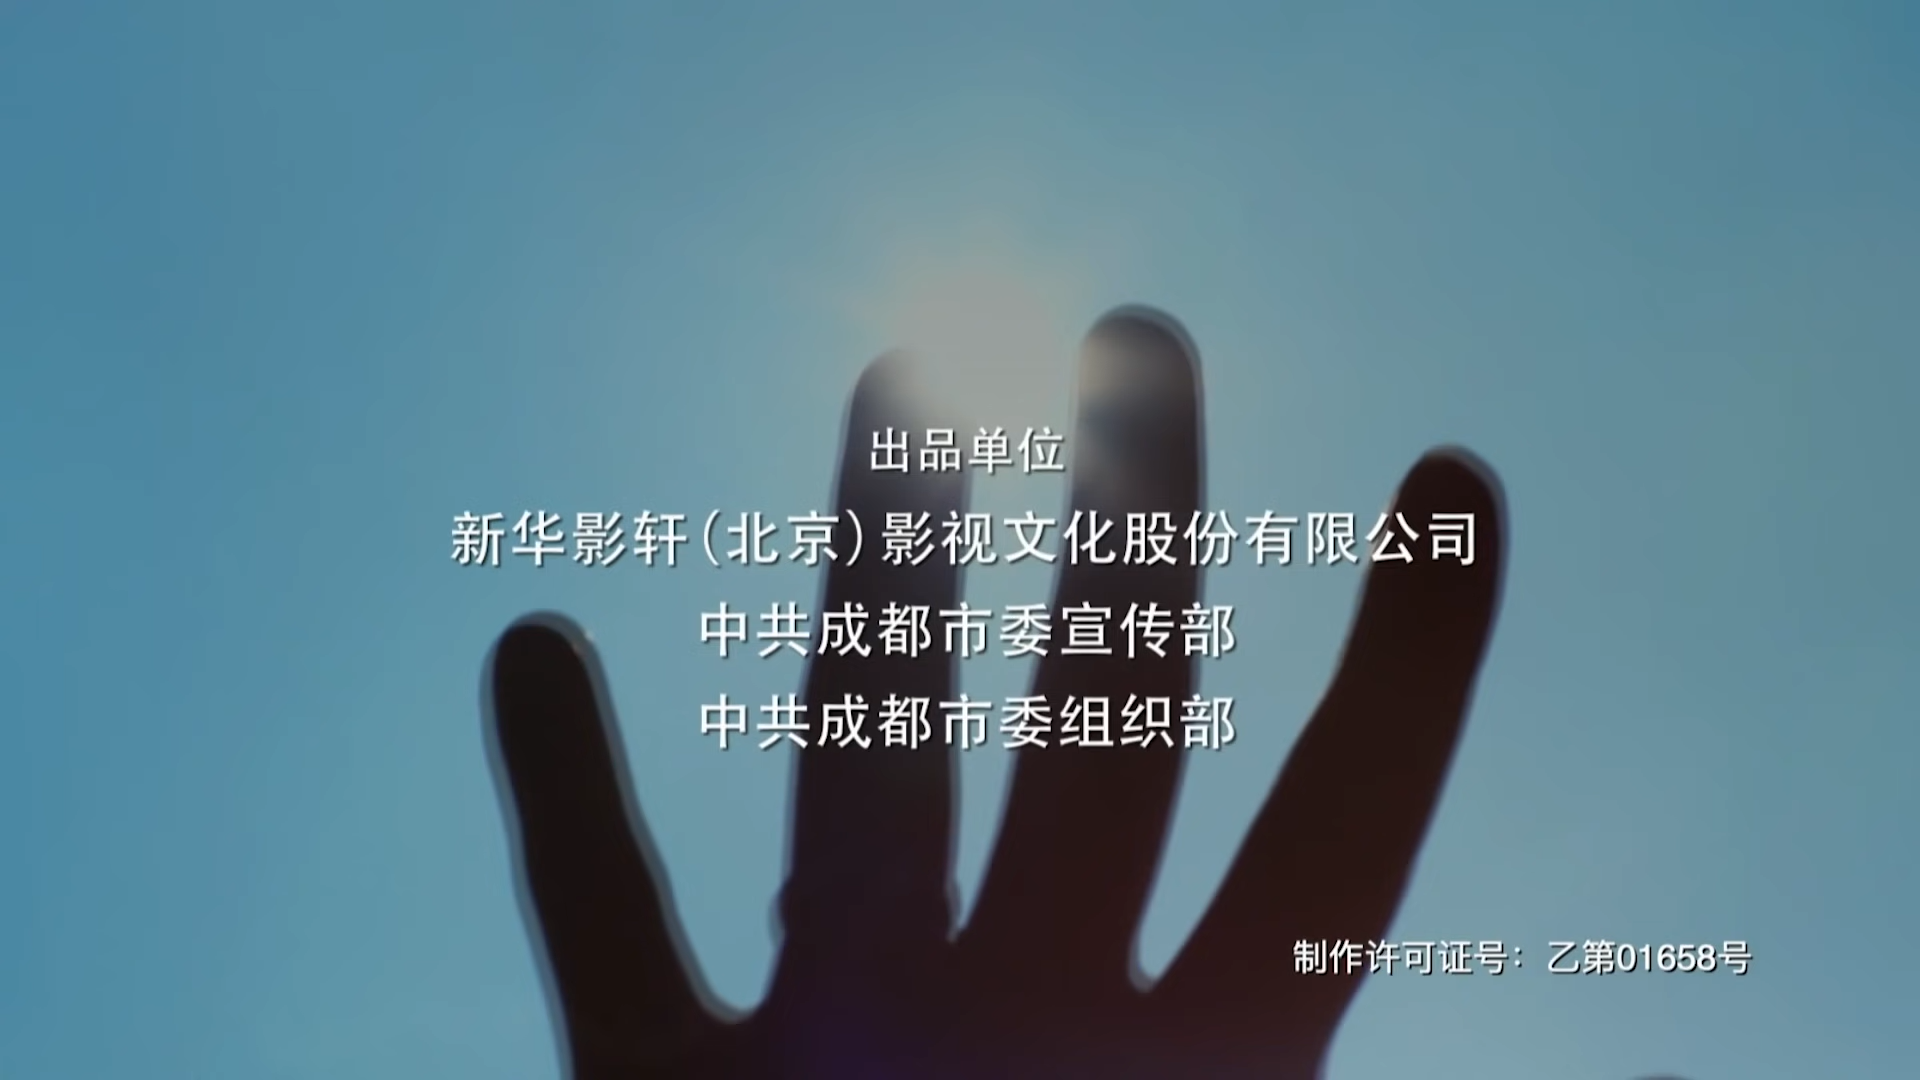 出品单位
新华影轩(北京)影视文化股份有限公司
中共成都市委宣传部
中共成都市委组织部
制作许可证号：乙第01658号